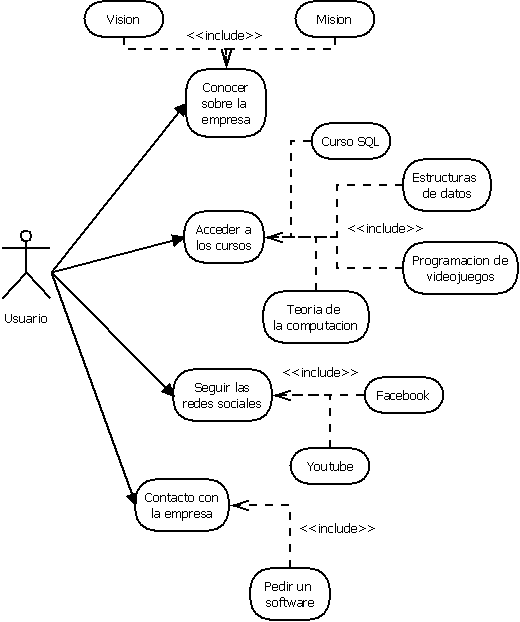 Vision
<<include>>
Mision
Conocer
sobre la
empresa
Curso SQL
Estructuras
de datos
Acceder a
los cursos
<<include>>
Programacion de
videojuegos
Usuario
Teoria de
la computacion
<<include>>
Seguir las
redes sociales
Facebook
Youtube
Contacto con
la empresa
<<include>>
Pedir un
software